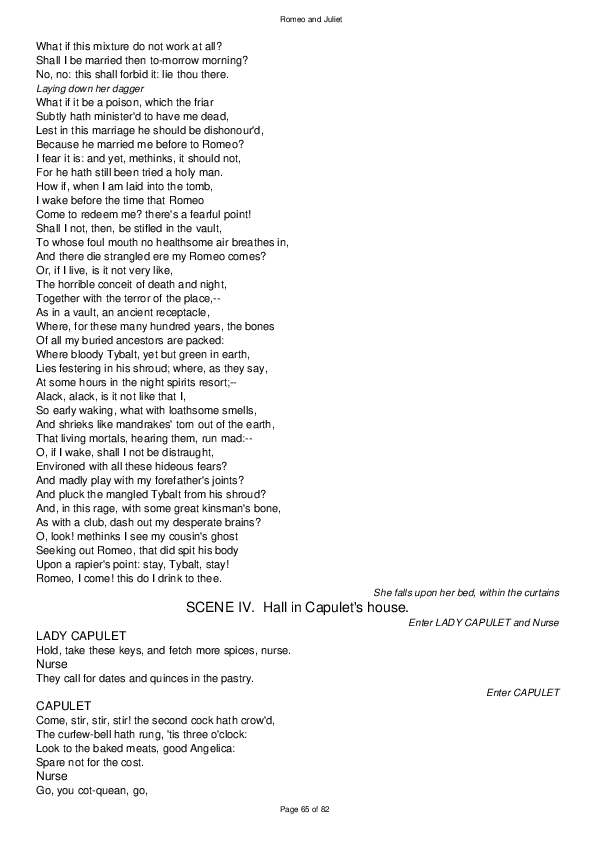 Romeo and Juliet
What if this mixture do not work at all?
Shall I be married then to-morrow morning?
No, no: this shall forbid it: lie thou there.
Laying down her dagger
What if it be a poison, which the friar
Subtly hath minister'd to have me dead,
Lest in this marriage he should be dishonour'd,
Because he married me before to Romeo?
I fear it is: and yet, methinks, it should not,
For he hath still been tried a holy man.
How if, when I am laid into the tomb,
I wake before the time that Romeo
Come to redeem me? there's a fearful point!
Shall I not, then, be stifled in the vault,
To whose foul mouth no healthsome air breathes in,
And there die strangled ere my Romeo comes?
Or, if I live, is it not very like,
The horrible conceit of death and night,
Together with the terror of the place,--
As in a vault, an ancient receptacle,
Where, for these many hundred years, the bones
Of all my buried ancestors are packed:
Where bloody Tybalt, yet but green in earth,
Lies festering in his shroud; where, as they say,
At some hours in the night spirits resort;--
Alack, alack, is it not like that I,
So early waking, what with loathsome smells,
And shrieks like mandrakes' torn out of the earth,
That living mortals, hearing them, run mad:--
O, if I wake, shall I not be distraught,
Environed with all these hideous fears?
And madly play with my forefather's joints?
And pluck the mangled Tybalt from his shroud?
And, in this rage, with some great kinsman's bone,
As with a club, dash out my desperate brains?
O, look! methinks I see my cousin's ghost
Seeking out Romeo, that did spit his body
Upon a rapier's point: stay, Tybalt, stay!
Romeo, I come! this do I drink to thee.
She falls upon her bed, within the curtains
SCENE IV. Hall in Capulet's house.
Enter LADY CAPULET and Nurse
LADY CAPULET
Hold, take these keys, and fetch more spices, nurse.
Nurse
They call for dates and quinces in the pastry.
Enter CAPULET
CAPULET
Come, stir, stir, stir! the second cock hath crow'd,
The curfew-bell hath rung, 'tis three o'clock:
Look to the baked meats, good Angelica:
Spare not for the cost.
Nurse
Go, you cot-quean, go,
Page 65 of 82